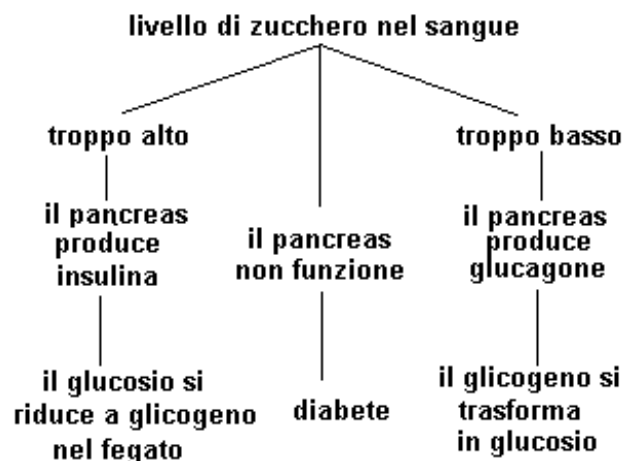 livello di zucchero nel sangue
troppo alto
il pancreas
produce
insulina
il glucosio si
riduce a glicogeno
nel fegato
il pancreas
non funzione
diabete
troppo basso
il pancreas
produce
glucagone
il glicogeno si
trasforma
in glucosio